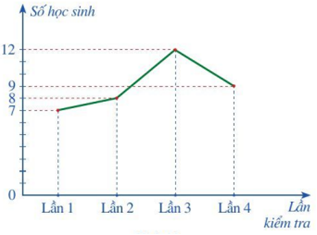 Số học sinh
12
9
8
7
0
Lần 1 Lần 2 Lần 3 Lần 4 Lần
kiểm tra